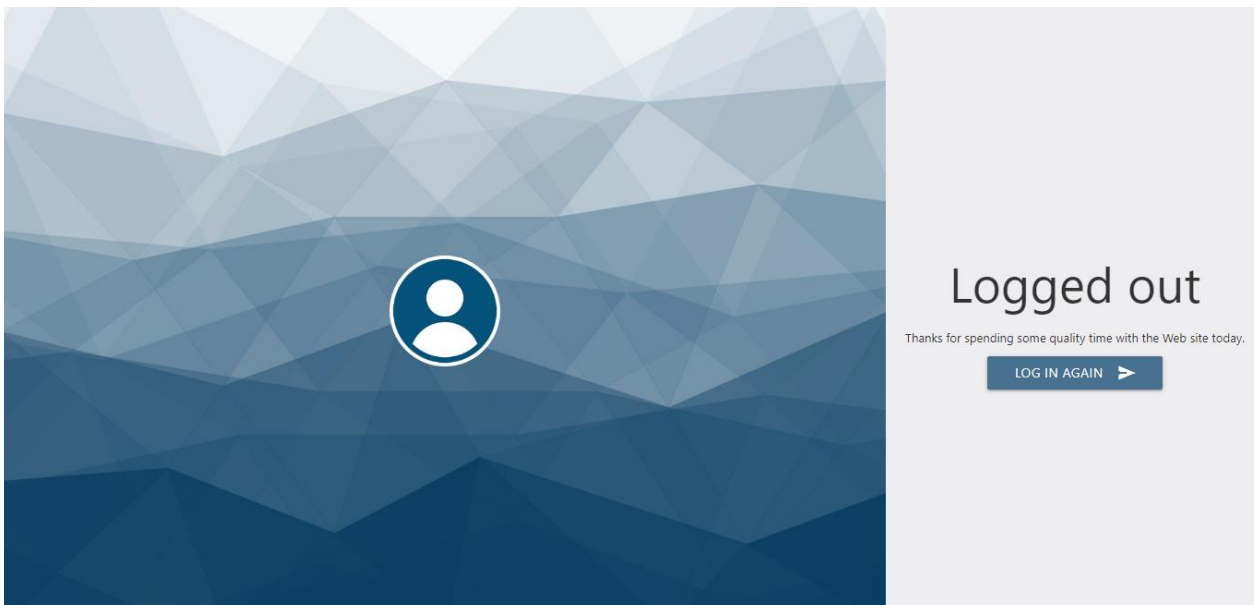 Logged out
Thanks for spending some quality time with the Web site today.
LOG IN AGAIN